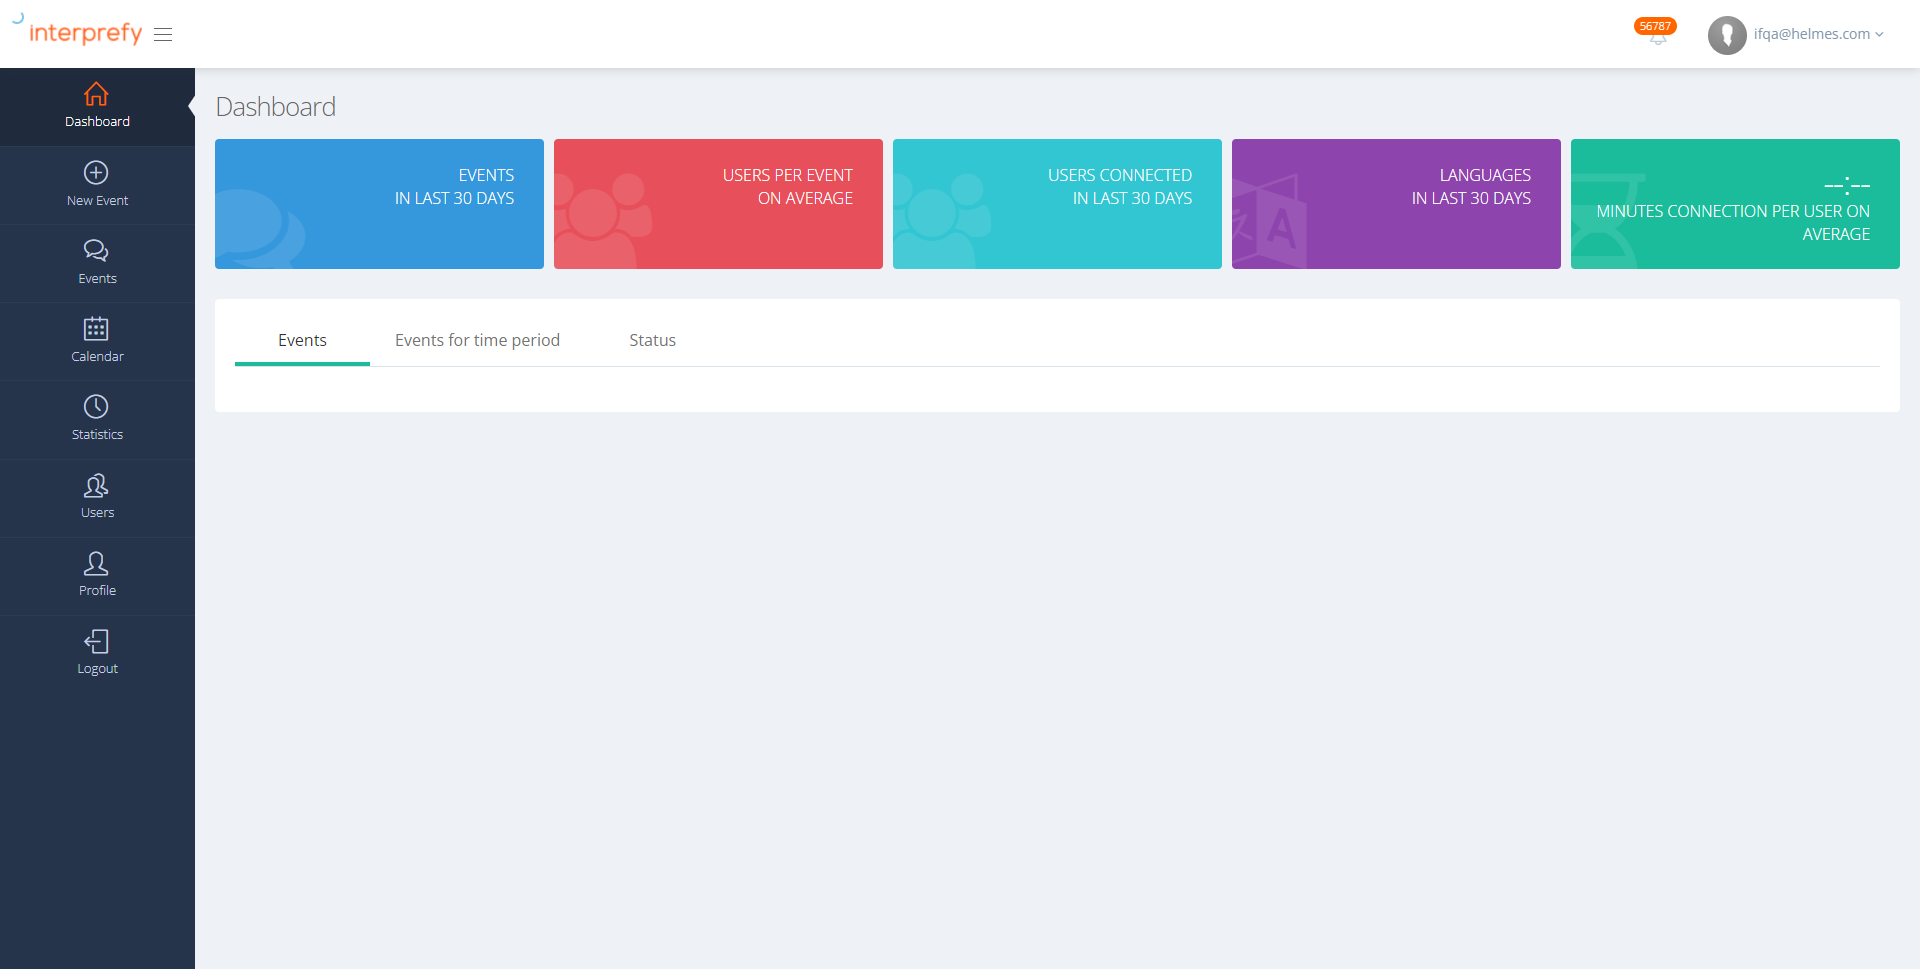 interprefy
56787
ifqa@helmes.com
Dashboard
New Event
Events
Calendar
Statistics
Users
Profile
Logout
Dashboard
EVENTS
IN LAST 30 DAYS
USERS PER EVENT
ON AVERAGE
USERS CONNECTED
IN LAST 30 DAYS
A
LANGUAGES
IN LAST 30 DAYS
--:--
MINUTES CONNECTION PER USER ON
AVERAGE
Events
Events for time period
Status